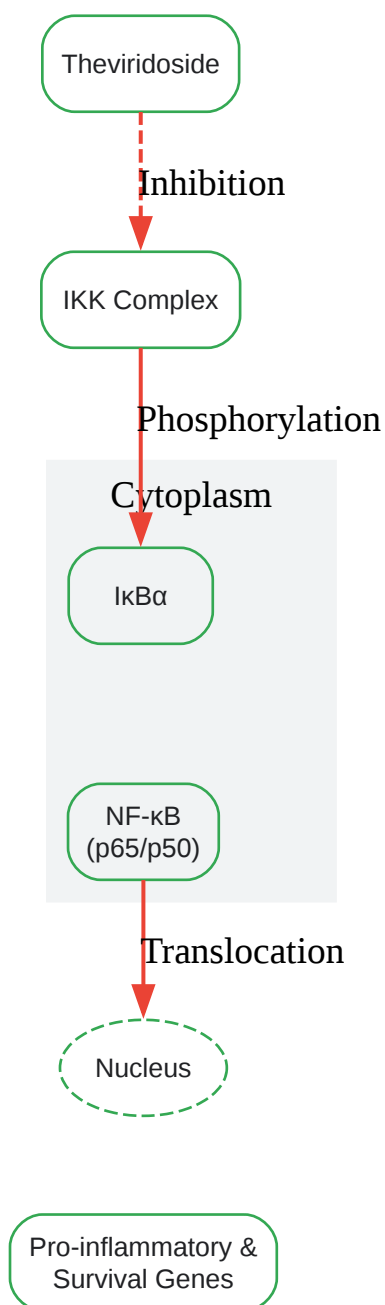 Theviridoside
Inhibition
IKK Complex
Phosphorylation
Cytoplasm
IκBα
NF-κB
(p65/p50)
Translocation
Nucleus
Pro-inflammatory &
Survival Genes